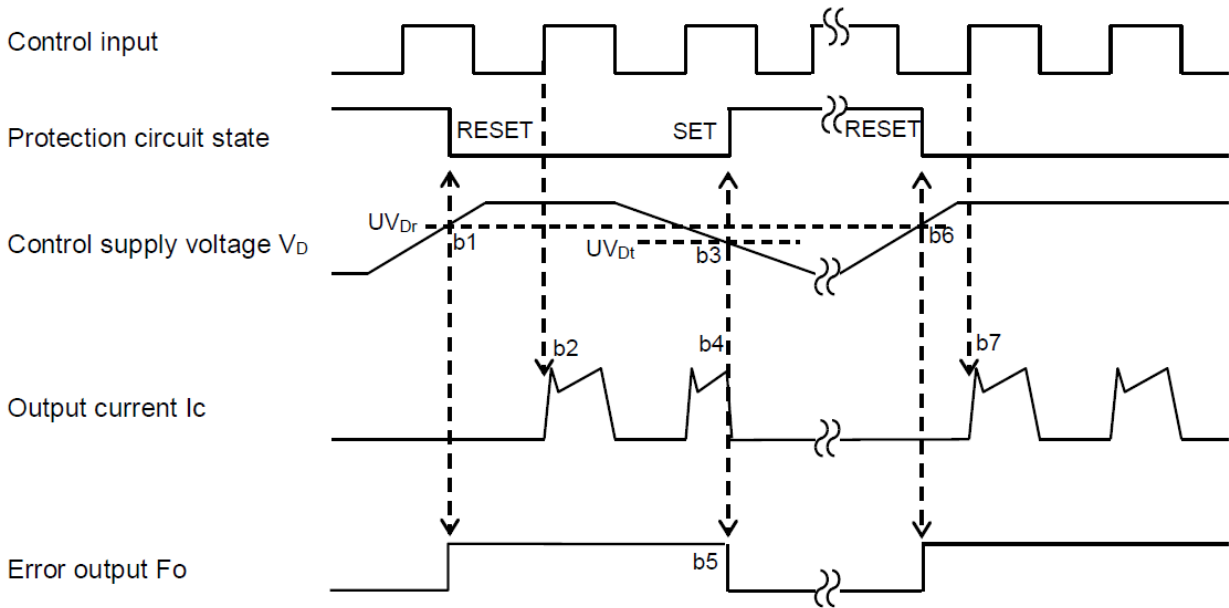 Control input
Protection circuit state
RESET
SET
RESET
Control supply voltage VD
UVDr
b1
UVDt
b3
b6
Output current Ic
b2
b4
b7
Error output Fo
b5